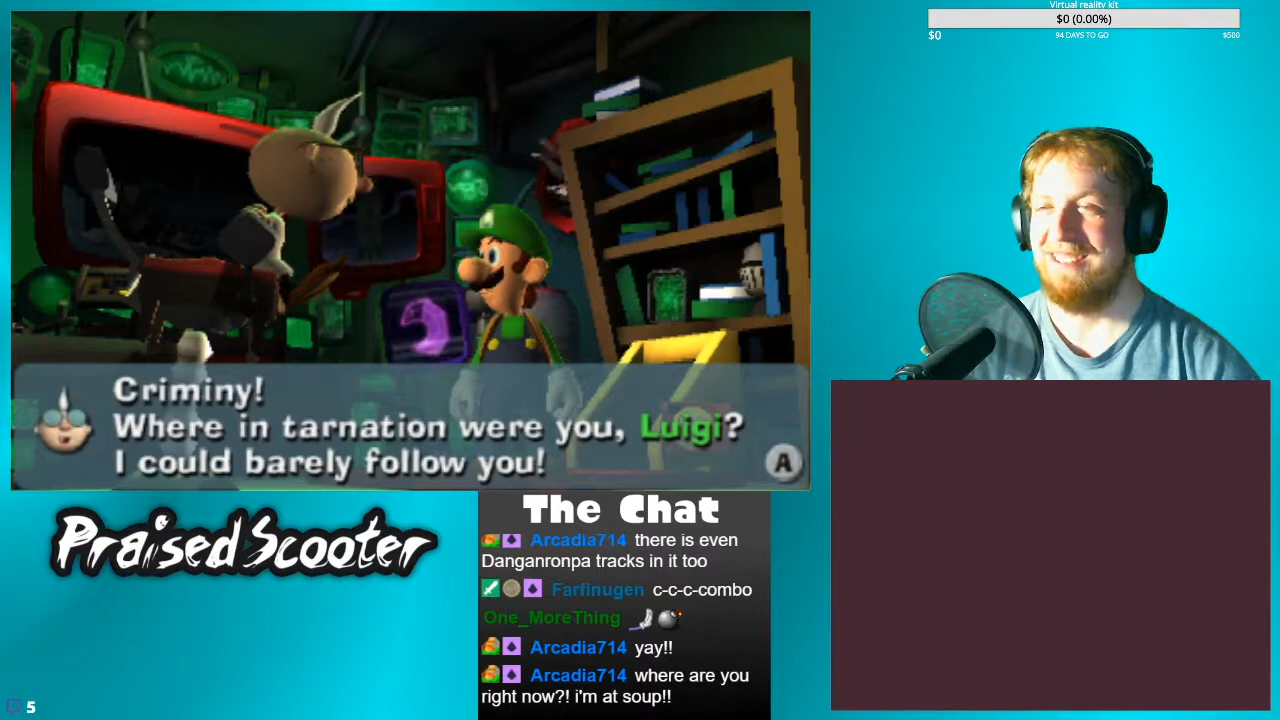 Virtual reality kit
$0 (0.00%)
$0 94 DAYS TO GO $500
Criminy!
Where in tarnation were you, Luigi?
I could barely follow you!
A
PraisedScooter
The Chat
Arcadia714 there is even
Danganronpa tracks in it too
Farfinugen c-c-c-combo
One_MoreThing
Arcadia714 yay!!
Arcadia714 where are you
right now?! i'm at soup!!
5